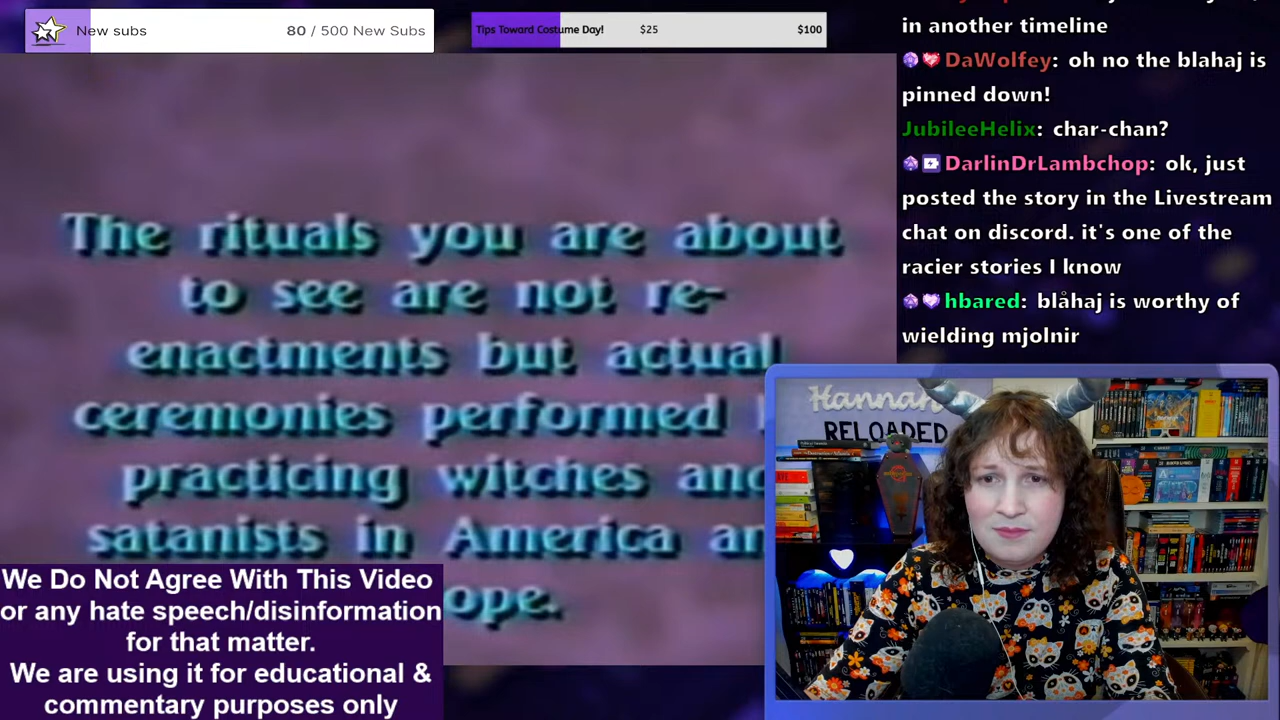 New subs
80 / 500 New Subs
Tips Toward Costume Day!
$25
$100
in another timeline
DaWolfey: oh no the blahaj is
pinned down!
JubileeHelix: char-chan?
DarlinDrLambchop: ok, just
posted the story in the Livestream
chat on discord. it's one of the
racier stories I know
hbared: blåhaj is worthy of
wielding mjolnir
The rituals you are about
to see are not re-
enactments but actual
ceremonies performed
practicing witches and
satanists in America an
ope.
We Do Not Agree With This Video
or any hate speech/disinformation
for that matter.
We are using it for educational &
commentary purposes only
Hannah
RELOADED